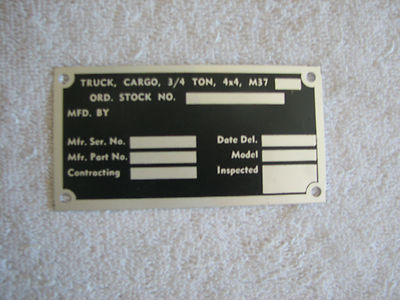 TRUCK, CARGO, 3/4 TON, 4x4, M37
ORD. STOCK NO.
MFD. BY
Mfr. Ser. No. Date Del.
Mfr. Part No. Model
Contracting Inspected